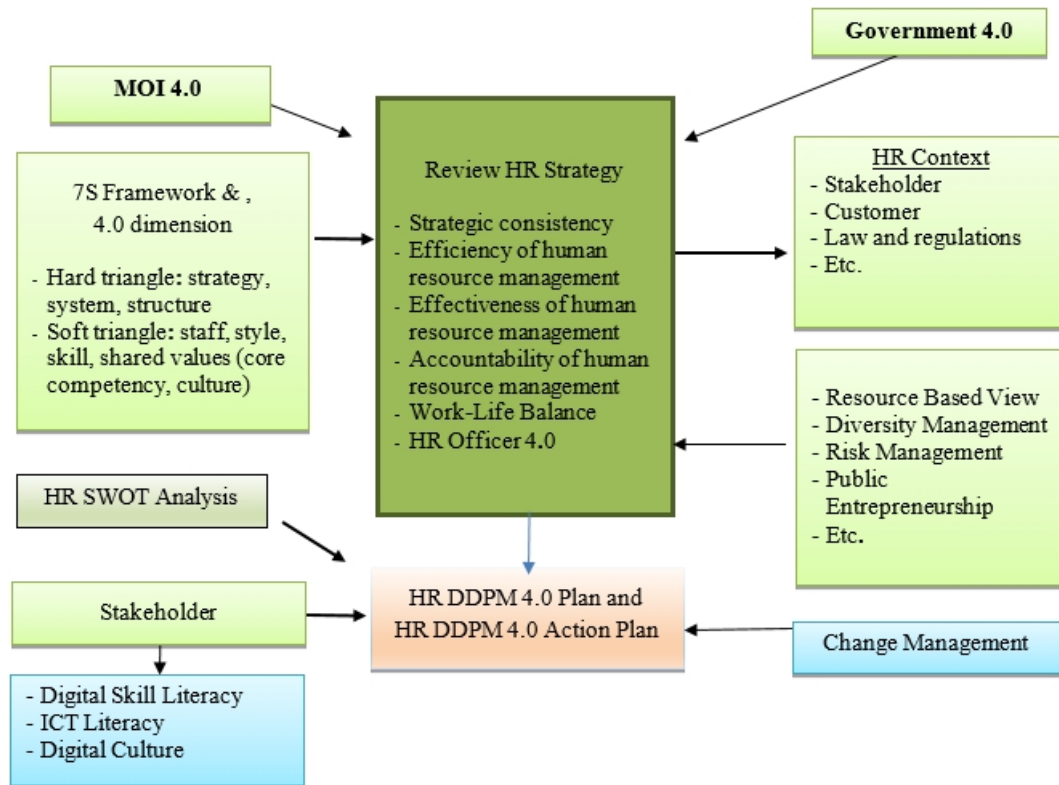 Government 4.0
MOI 4.0
7S Framework & ,
4.0 dimension
- Hard triangle: strategy,
system, structure
- Soft triangle: staff, style,
skill, shared values (core
competency, culture)
Review HR Strategy
- Strategic consistency
- Efficiency of human
resource management
- Effectiveness of human
resource management
- Accountability of human
resource management
- Work-Life Balance
- HR Officer 4.0
HR Context
- Stakeholder
- Customer
- Law and regulations
- Etc.
- Resource Based View
- Diversity Management
- Risk Management
- Public
Entrepreneurship
- Etc.
HR SWOT Analysis
Stakeholder
HR DDPM 4.0 Plan and
HR DDPM 4.0 Action Plan
Change Management
- Digital Skill Literacy
- ICT Literacy
- Digital Culture